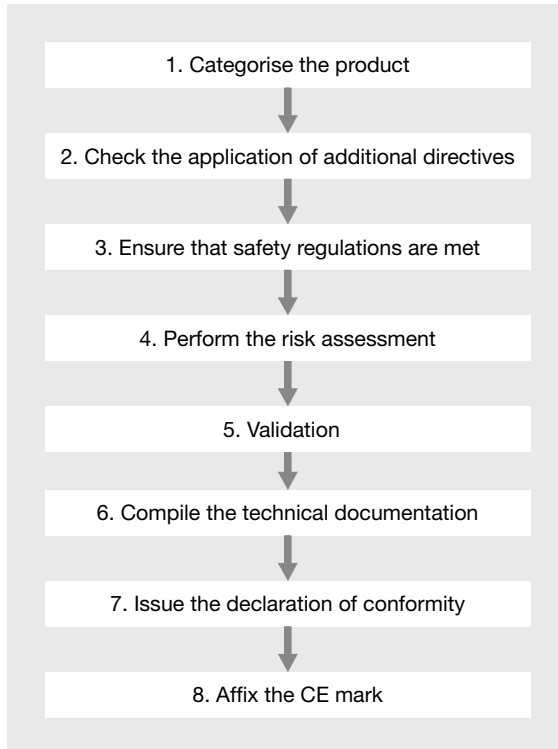 1. Categorise the product
2. Check the application of additional directives
3. Ensure that safety regulations are met
4. Perform the risk assessment
5. Validation
6. Compile the technical documentation
7. Issue the declaration of conformity
8. Affix the CE mark